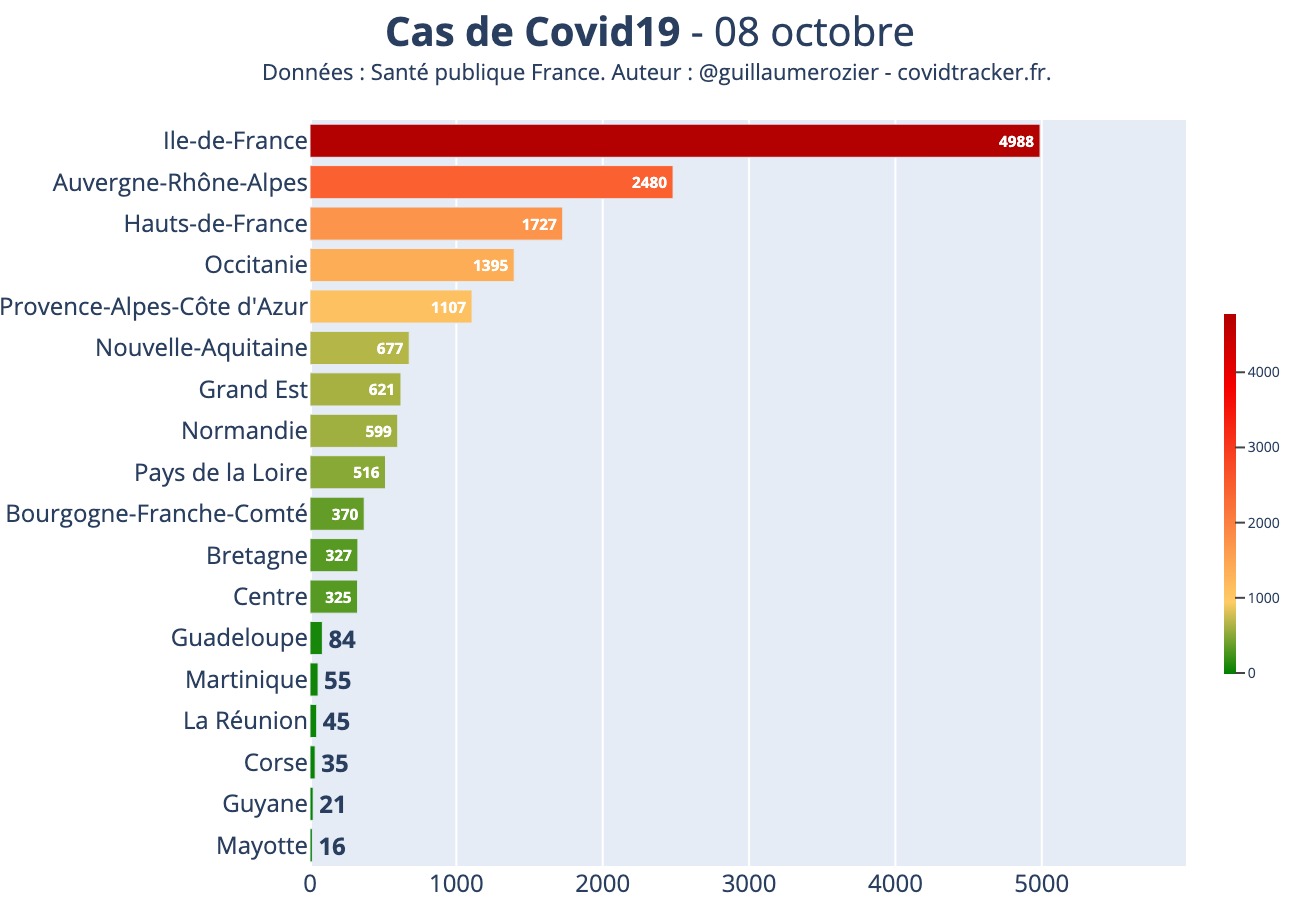 Cas de Covid19 - 08 octobre
Données : Santé publique France. Auteur : @guillaumerozier - covidtracker.fr.
Ile-de-France 4988
Auvergne-Rhône-Alpes 2480
Hauts-de-France 1727
Occitanie 1395
Provence-Alpes-Côte d'Azur 1107
Nouvelle-Aquitaine 677
Grand Est 621
Normandie 599
Pays de la Loire 516
Bourgogne-Franche-Comté 370
Bretagne 327
Centre 325
Guadeloupe 84
Martinique 55
La Réunion 45
Corse 35
Guyane 21
Mayotte 16
0 1000 2000 3000 4000 5000
4000
3000
2000
1000
0